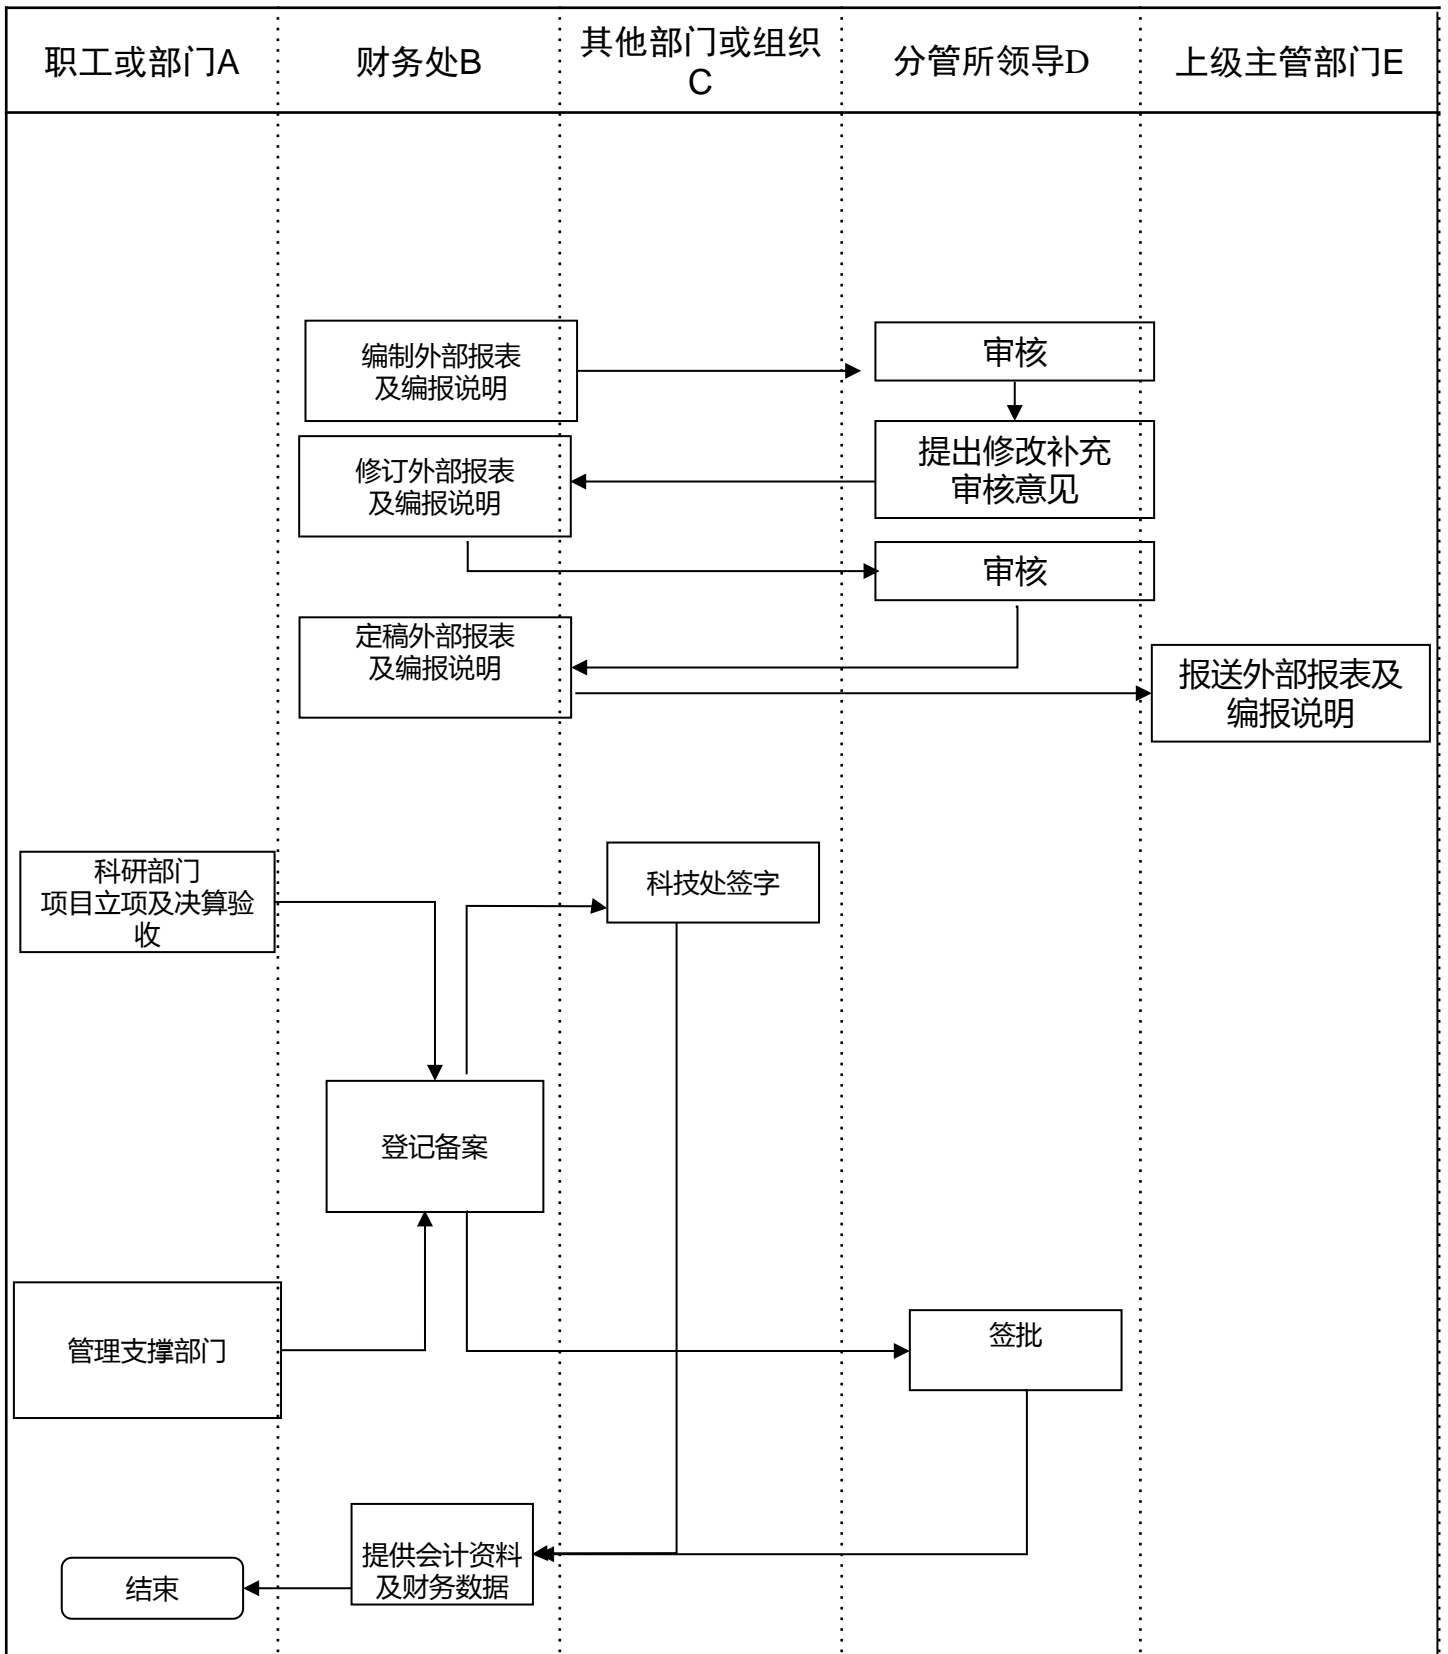 职工或部门A
财务处B
其他部门或组织
C
分管所领导D
上级主管部门E
编制外部报表
及编报说明
审核
提出修改补充
审核意见
修订外部报表
及编报说明
审核
定稿外部报表
及编报说明
报送外部报表及
编报说明
科研部门
项目立项及决算验
收
科技处签字
登记备案
管理支撑部门
签批
提供会计资料
及财务数据
结束